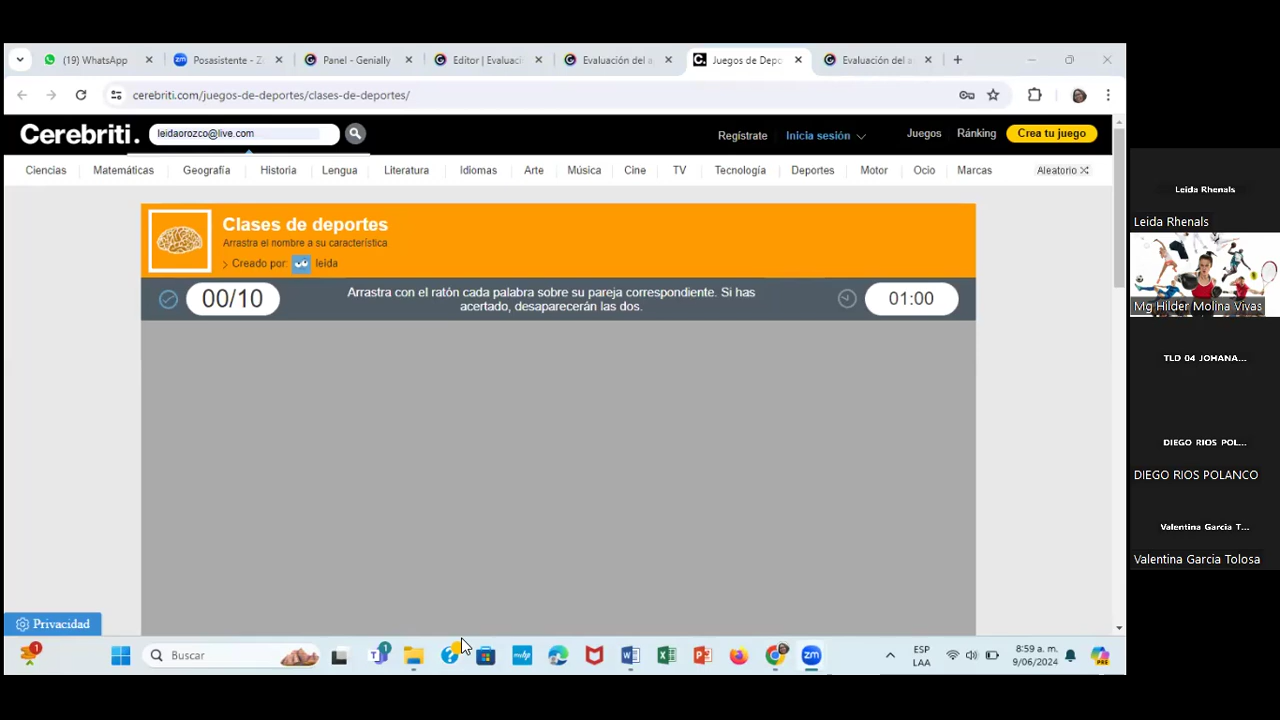 (19) WhatsApp
Posasistente - Z
Panel - Genially
Editor | Evaluaci
Evaluación del a
Juegos de Depo
Evaluación del a
cerebriti.com/juegos-de-deportes/clases-de-deportes/
Cerebriti.
leidaorozco@live.com
Regístrate
Inicia sesión
Juegos
Ránking
Crea tu juego
Ciencias
Matemáticas
Geografía
Historia
Lengua
Literatura
Idiomas
Arte
Música
Cine
TV
Tecnología
Deportes
Motor
Ocio
Marcas
Aleatorio
Clases de deportes
Arrastra el nombre a su característica
Creado por: leida
00/10
Arrastra con el ratón cada palabra sobre su pareja correspondiente. Si has
acertado, desaparecerán las dos.
01:00
Privacidad
Leida Rhenals
Leida Rhenals
Mg Hilder Molina Vivas
TLD 04 JOHANA...
DIEGO RIOS POL...
DIEGO RIOS POLANCO
Valentina Garcia T...
Valentina Garcia Tolosa
1
Buscar
1
zm
ESP
LAA
8:59 a. m.
9/06/2024
PRE